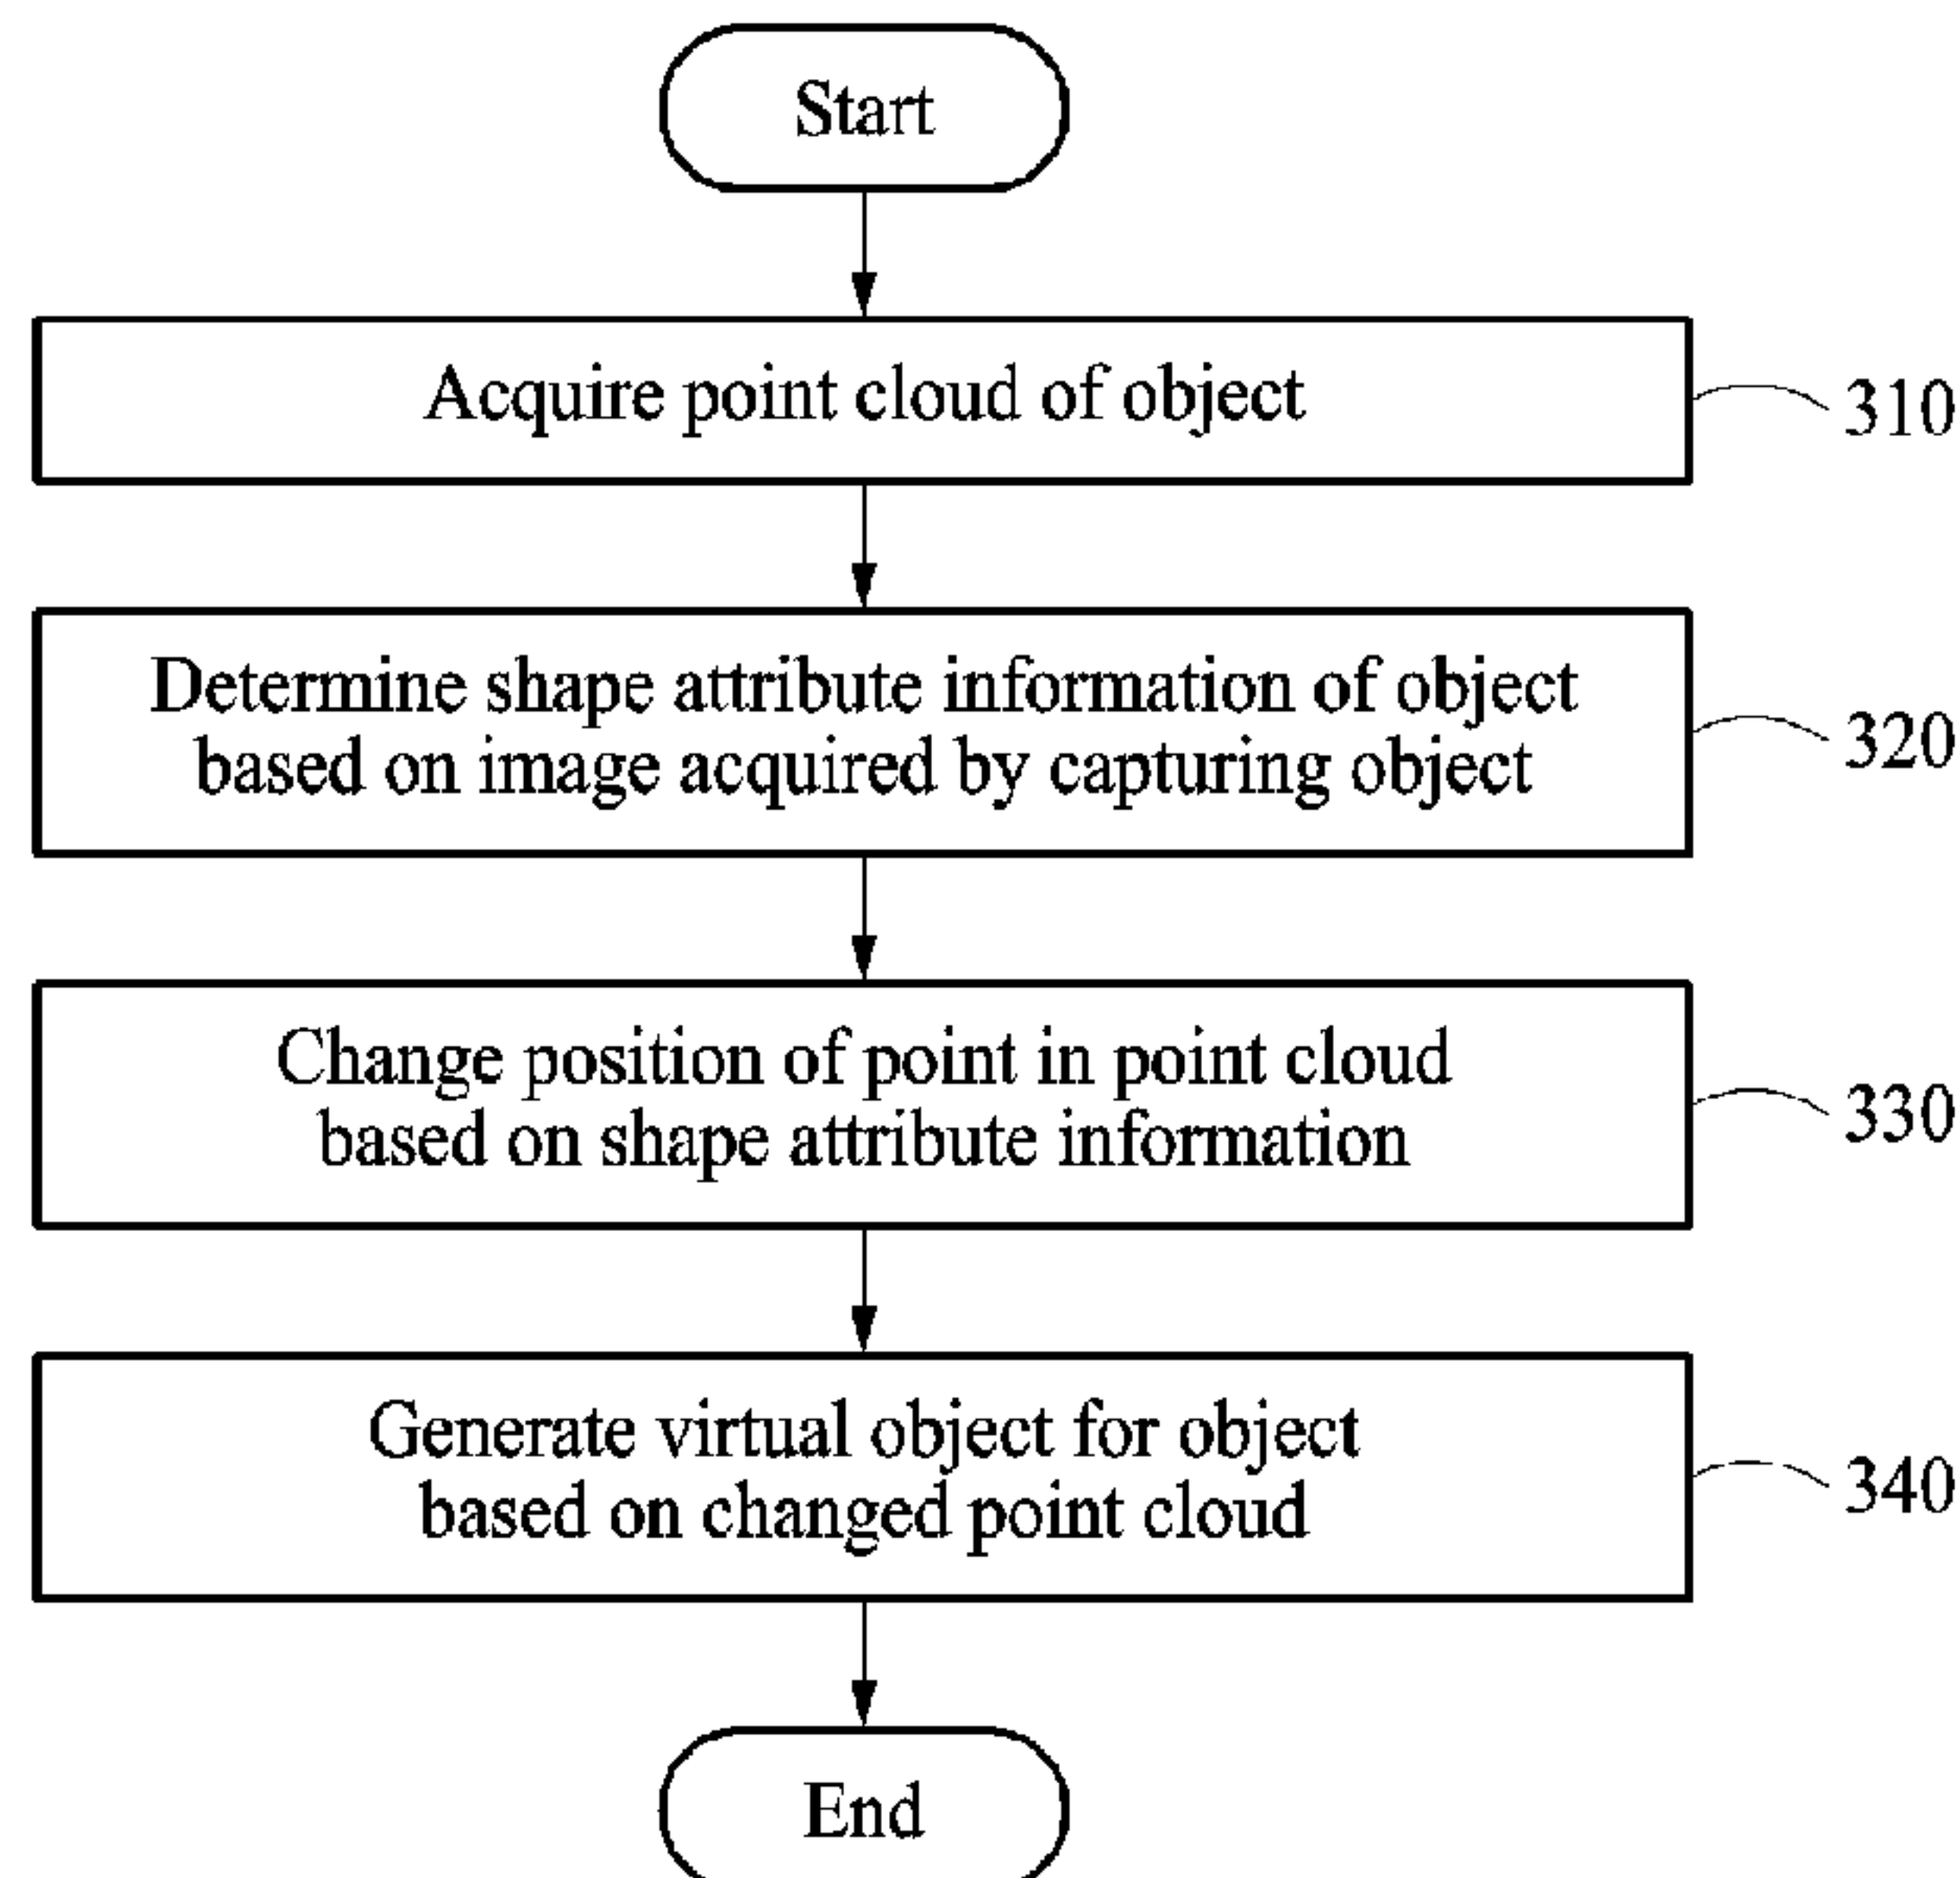 Start
Acquire point cloud of object
310
Determine shape attribute information of object
based on image acquired by capturing object
320
Change position of point in point cloud
based on shape attribute information
330
Generate virtual object for object
based on changed point cloud
340
End